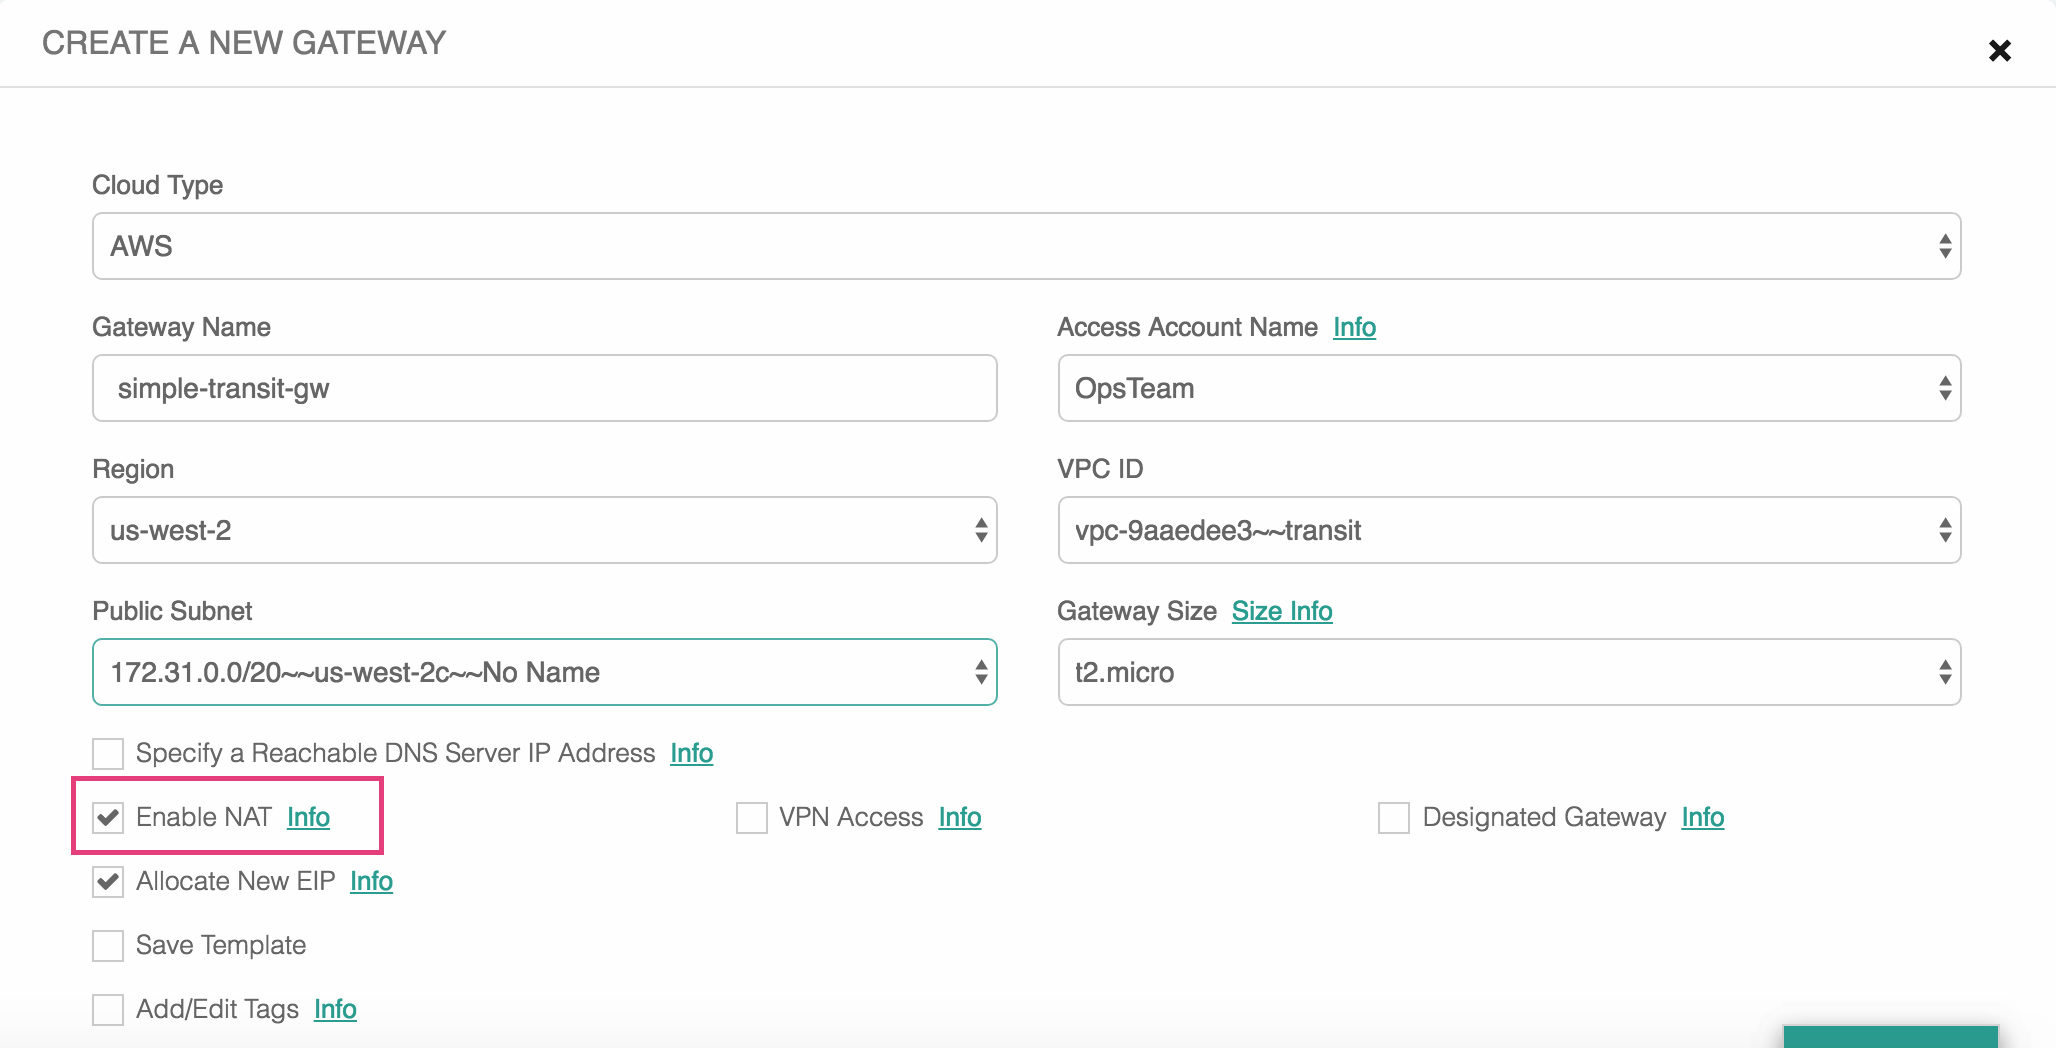 CREATE A NEW GATEWAY
Cloud Type
AWS
Gateway Name
Access Account Name Info
simple-transit-gw
OpsTeam
Region
VPC ID
us-west-2
vpc-9aaedee3~~transit
Public Subnet
Gateway Size Size Info
172.31.0.0/20~~us-west-2c~~No Name
t2.micro
Specify a Reachable DNS Server IP Address Info
Enable NAT Info
VPN Access Info
Designated Gateway Info
Allocate New EIP Info
Save Template
Add/Edit Tags Info